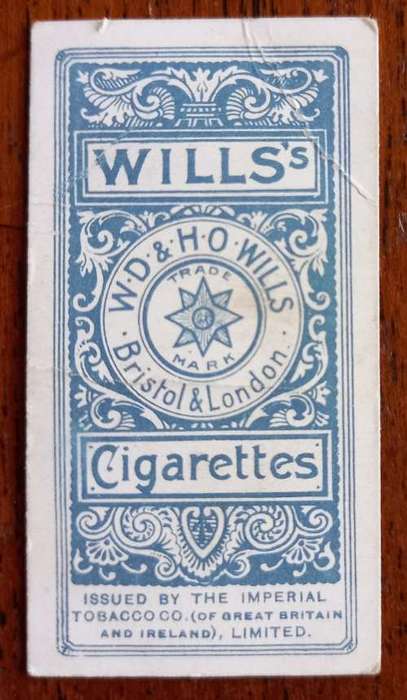 WILLS's
W.D.&H.O.WILLS
TRADE
MARK
Bristol & London.
Cigarettes
ISSUED BY THE IMPERIAL
TOBACCO CO. (OF GREAT BRITAIN
AND IRELAND), LIMITED.